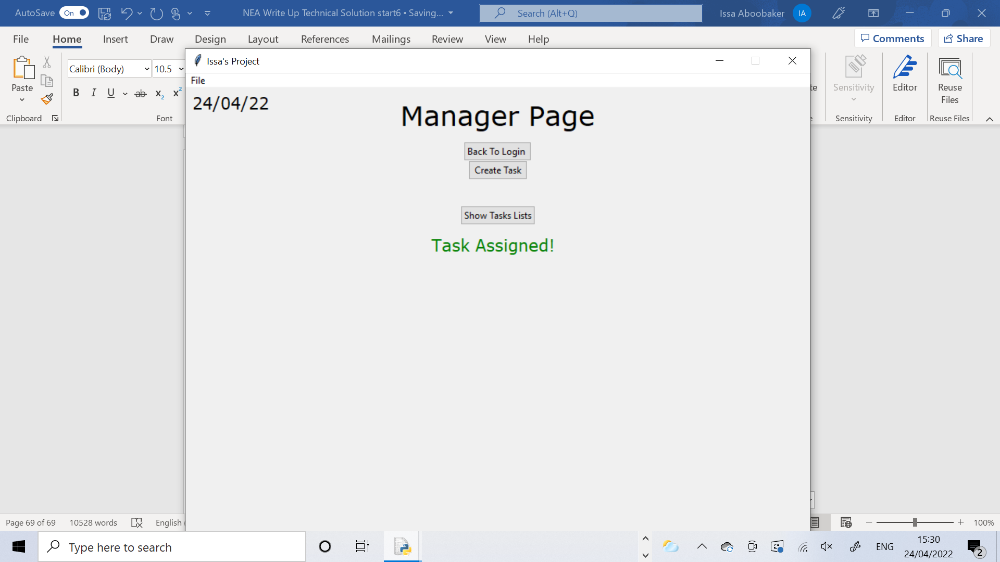 AutoSave On NEA Write Up Technical Solution start6 • Saving... Search (Alt+Q) Issa Aboobaker IA
File Home Insert Draw Design Layout References Mailings Review View Help Comments Share
Issa's Project
Calibri (Body) 10.5
File
Paste B I U ab x2 x2 te Sensitivity Editor Reuse Files
Clipboard Font e Sensitivity Editor Reuse Files
24/04/22
Manager Page
Back To Login
Create Task
Show Tasks Lists
Task Assigned!
Page 69 of 69 10528 words English 100%
Type here to search ENG 15:30
24/04/2022 2